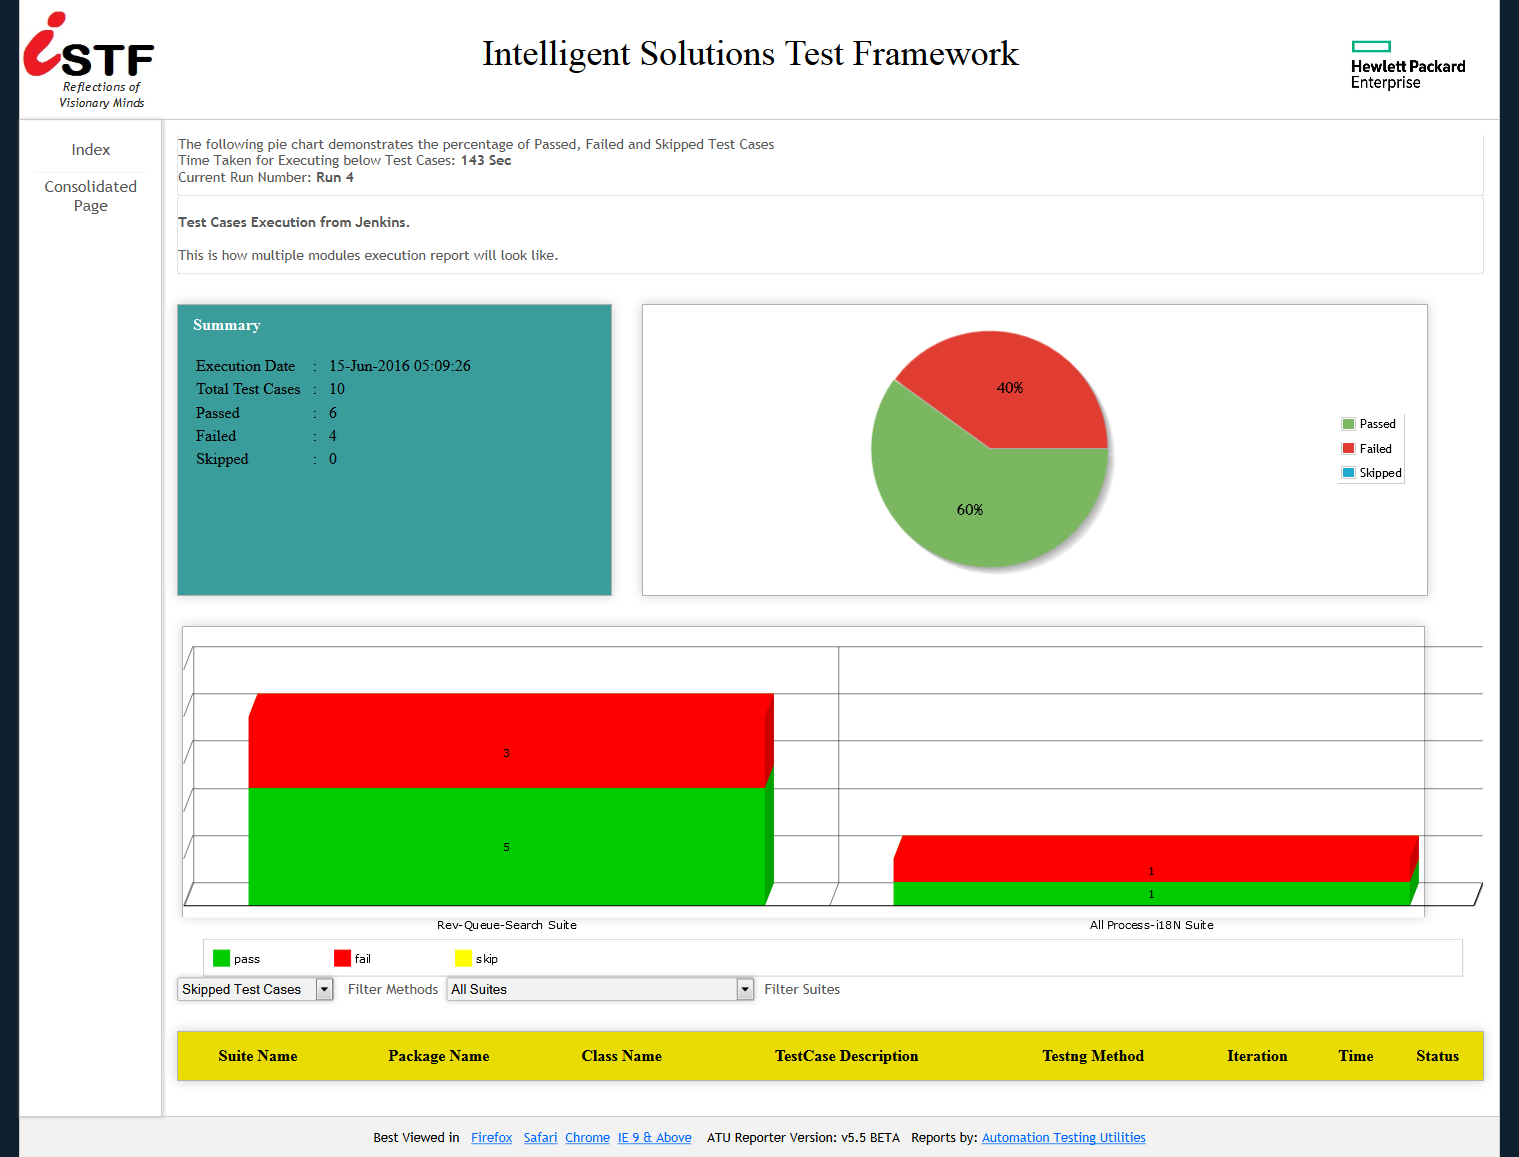 iSTF
Reflections of
Visionary Minds
Intelligent Solutions Test Framework
Hewlett Packard
Enterprise
Index
Consolidated
Page
The following pie chart demonstrates the percentage of Passed, Failed and Skipped Test Cases
Time Taken for Executing below Test Cases: 143 Sec
Current Run Number: Run 4
Test Cases Execution from Jenkins.
This is how multiple modules execution report will look like.
Summary
Execution Date : 15-Jun-2016 05:09:26
Total Test Cases : 10
Passed : 6
Failed : 4
Skipped : 0
40%
60%
Passed
Failed
Skipped
3
5
1
1
Rev-Queue-Search Suite
All Process-i18N Suite
pass fail skip
Skipped Test Cases Filter Methods All Suites Filter Suites
Suite Name Package Name Class Name TestCase Description Testng Method Iteration Time Status
Best Viewed in Firefox Safari Chrome IE 9 & Above ATU Reporter Version: v5.5 BETA Reports by: Automation Testing Utilities